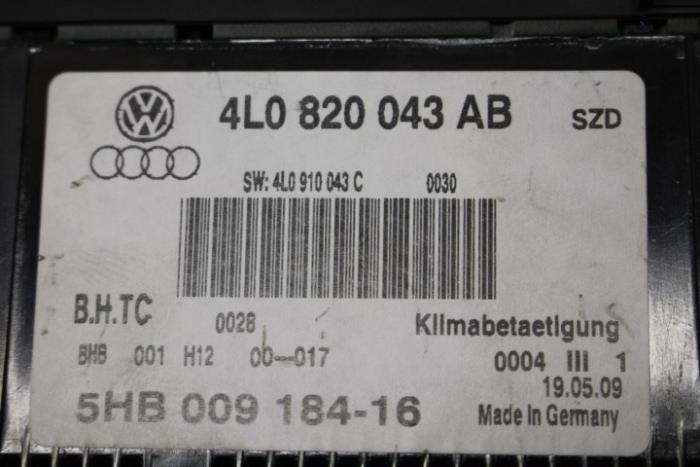 4L0 820 043 AB SZD
SW: 4L0 910 043 C 0030
B.H.TC 0028 Klimabetaetigung
BHB 001 H12 00-017 0004 III 1
19.05.09
5HB 009 184-16 Made in Germany